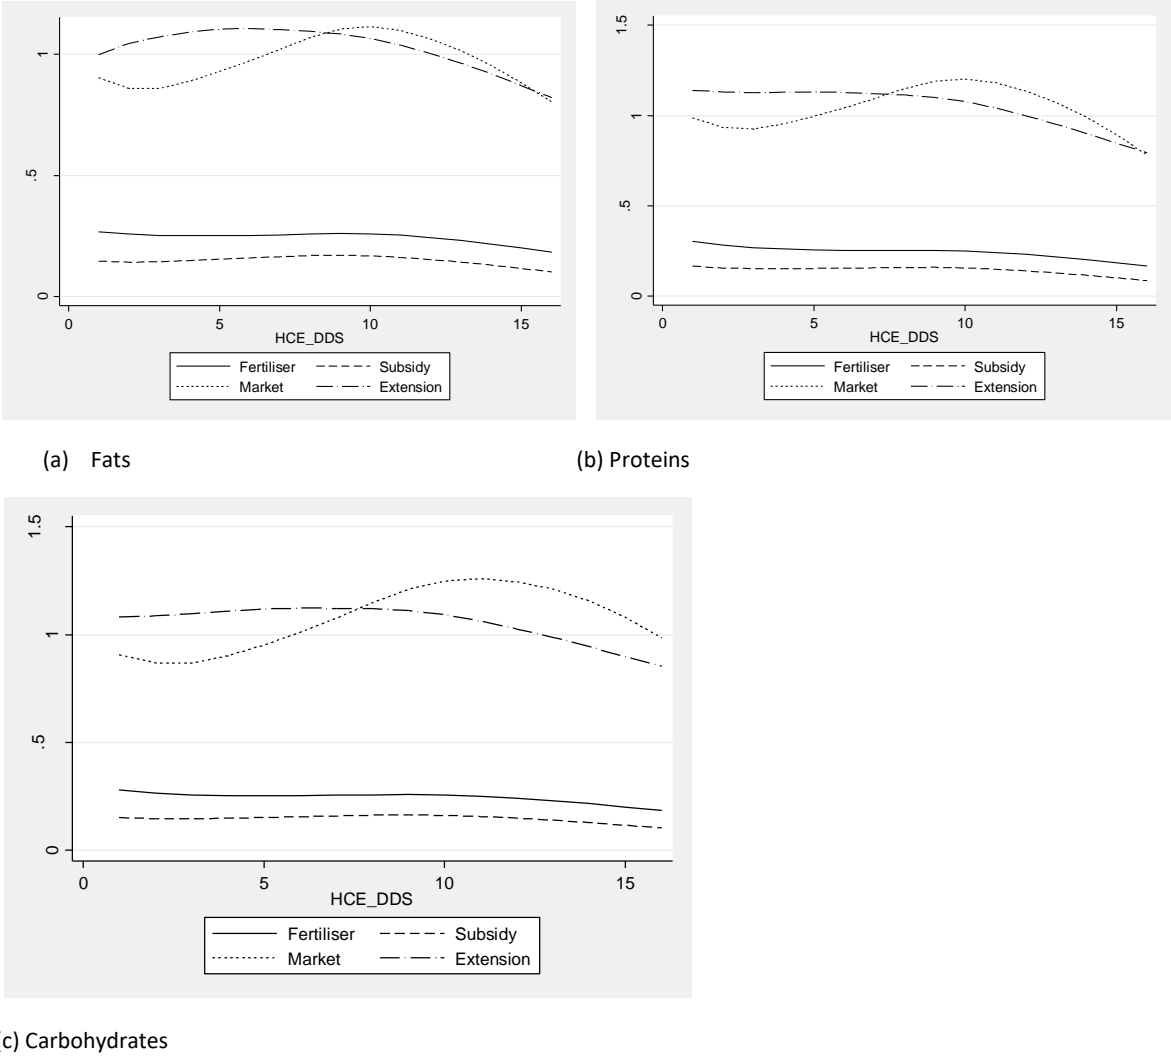 1
.5
0
0 5 10 15
HCE_DDS
Fertiliser Subsidy
Market Extension
1.5
1
.5
0
0 5 10 15
HCE_DDS
Fertiliser Subsidy
Market Extension
(a) Fats (b) Proteins
1.5
1
.5
0
0 5 10 15
HCE_DDS
Fertiliser Subsidy
Market Extension
c) Carbohydrates